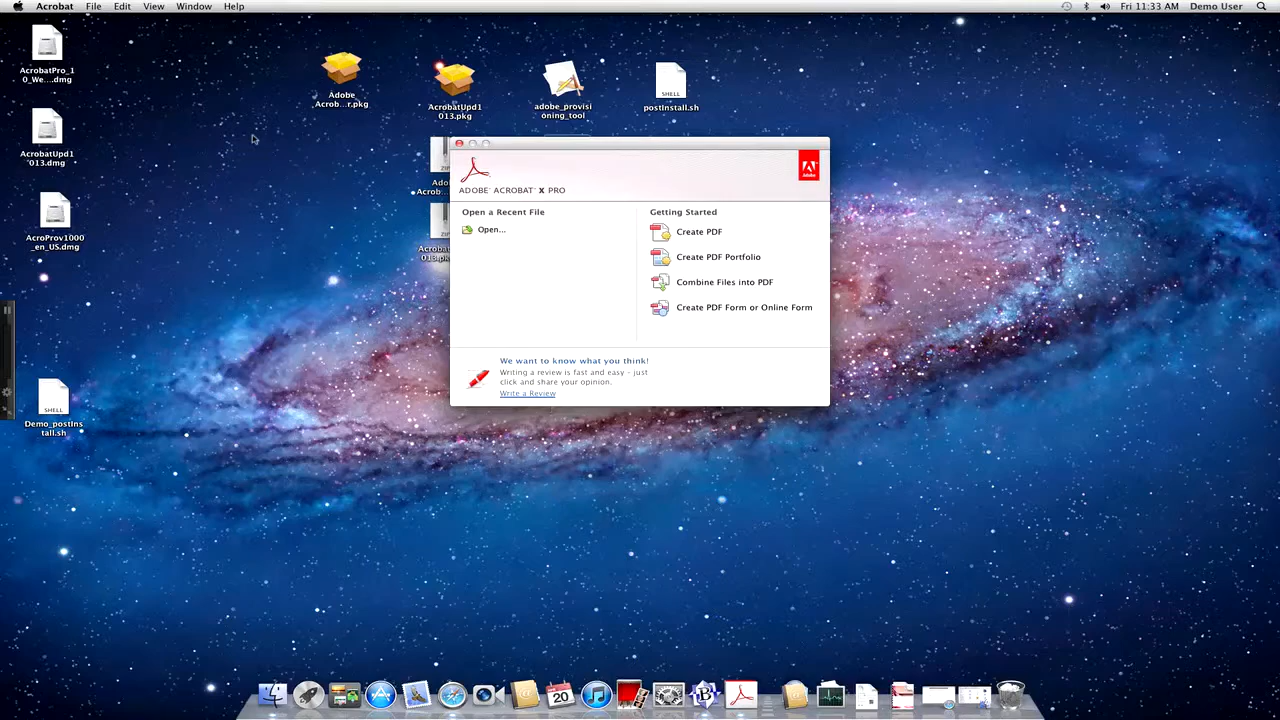 Acrobat File Edit View Window Help
Fri 11:33 AM Demo User
AcrobatPro_1
0_We....dmg
AcrobatUpd1
013.dmg
AcroProv1000
_en_US.dmg
Demo_postIns
tall.sh
SHELL
Adobe
Acrob...r.pkg
AcrobatUpd1
013.pkg
adobe_provisi
oning_tool
SHELL
postInstall.sh
ADOBE® ACROBAT® X PRO
Adobe
Open a Recent File
Open...
Getting Started
Create PDF
Create PDF Portfolio
Combine Files into PDF
Create PDF Form or Online Form
We want to know what you think!
Writing a review is fast and easy - just
click and share your opinion.
Write a Review
20